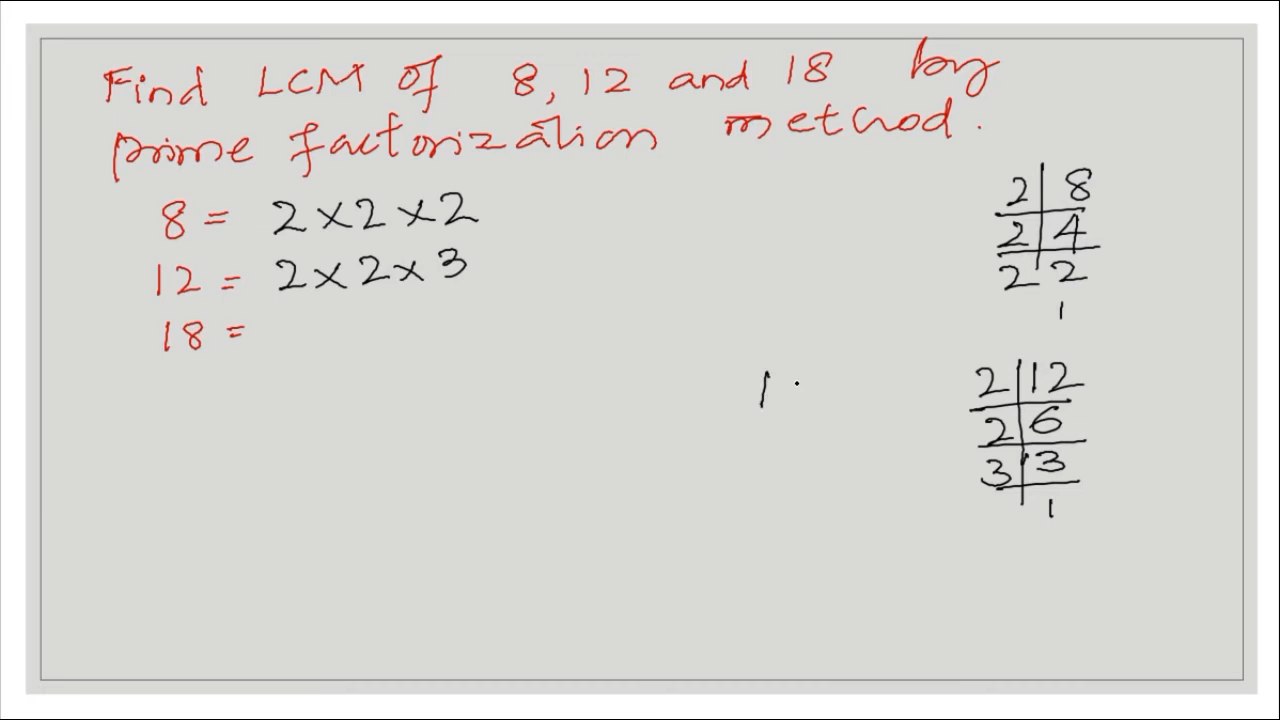 Find LCM of 8, 12 and 18 by
prime factorization method.
8 = 2×2×2
12 = 2×2×3
18 =
2 8
2 4
2 2
1
1
2 12
2 6
3 3
1